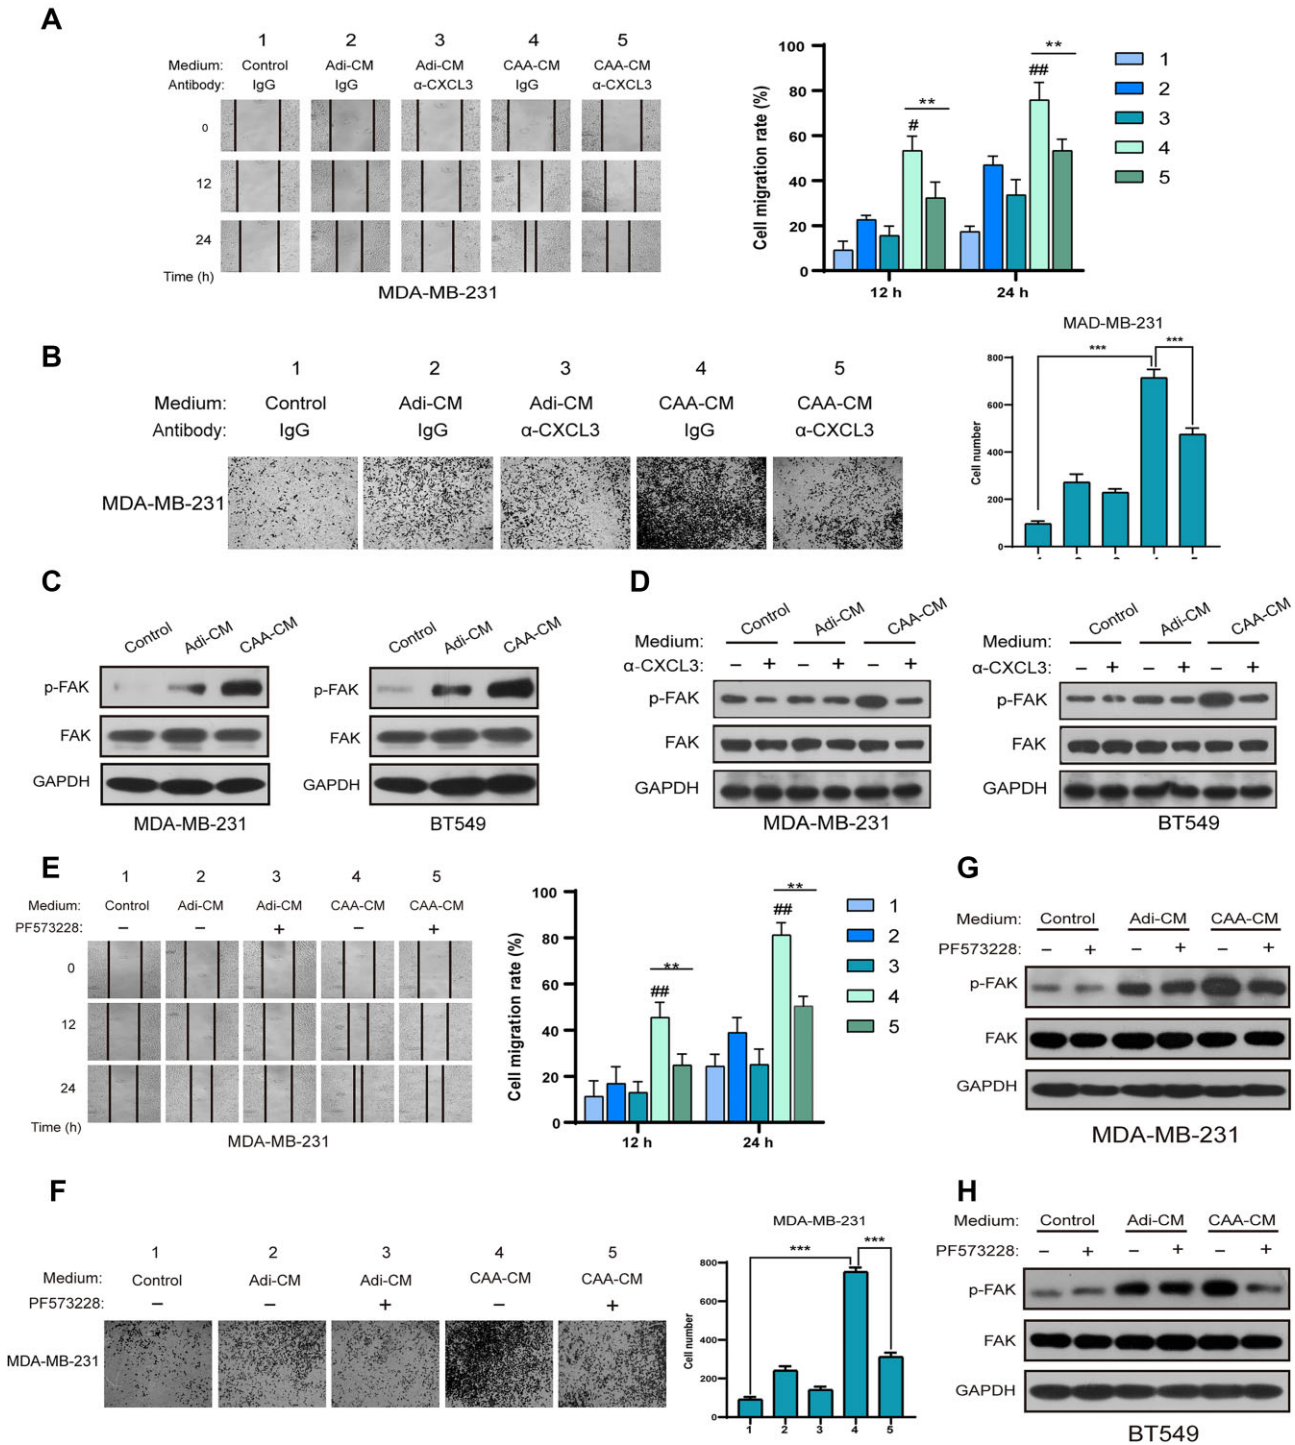 A
1 2 3 4 5
Medium: Control Adi-CM Adi-CM CAA-CM CAA-CM
Antibody: IgG IgG α-CXCL3 IgG α-CXCL3
0
12
24
Time (h)
MDA-MB-231
Cell migration rate (%)
100
80
60
40
20
0
** **
# ##
12 h 24 h
1
2
3
4
5
B
1 2 3 4 5
Medium: Control Adi-CM Adi-CM CAA-CM CAA-CM
Antibody: IgG IgG α-CXCL3 IgG α-CXCL3
MDA-MB-231
MAD-MB-231
*** ***
Cell number
800
600
400
200
0
C
Control Adi-CM CAA-CM
p-FAK
FAK
GAPDH
MDA-MB-231
Control Adi-CM CAA-CM
p-FAK
FAK
GAPDH
BT549
D
Medium: Control Adi-CM CAA-CM
α-CXCL3: – + – + – +
p-FAK
FAK
GAPDH
MDA-MB-231
Medium: Control Adi-CM CAA-CM
α-CXCL3: – + – + – +
p-FAK
FAK
GAPDH
BT549
E
1 2 3 4 5
Medium: Control Adi-CM Adi-CM CAA-CM CAA-CM
PF573228: – – + – +
0
12
24
Time (h)
MDA-MB-231
Cell migration rate (%)
100
80
60
40
20
0
** **
## ##
12 h 24 h
1
2
3
4
5
G
Medium: Control Adi-CM CAA-CM
PF573228: – + – + – +
p-FAK
FAK
GAPDH
MDA-MB-231
F
1 2 3 4 5
Medium: Control Adi-CM Adi-CM CAA-CM CAA-CM
PF573228: – – + – +
MDA-MB-231
MDA-MB-231
*** ***
Cell number
800
600
400
200
0
1 2 3 4 5
H
Medium: Control Adi-CM CAA-CM
PF573228: – + – + – +
p-FAK
FAK
GAPDH
BT549